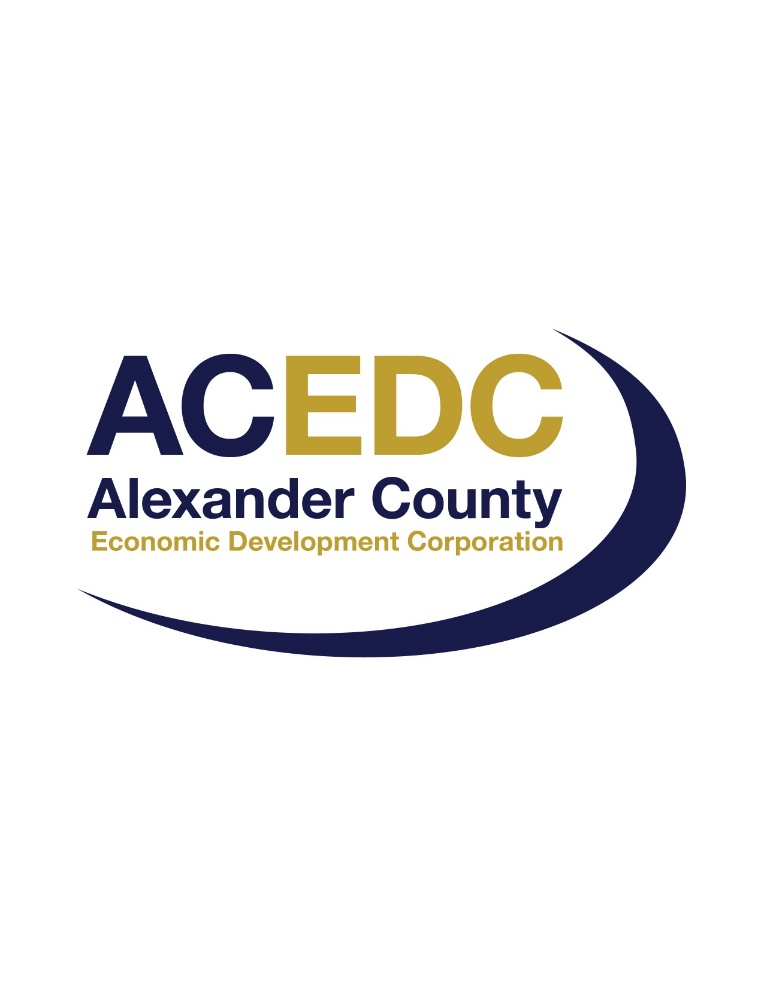 ACEDC
Alexander County
Economic Development Corporation